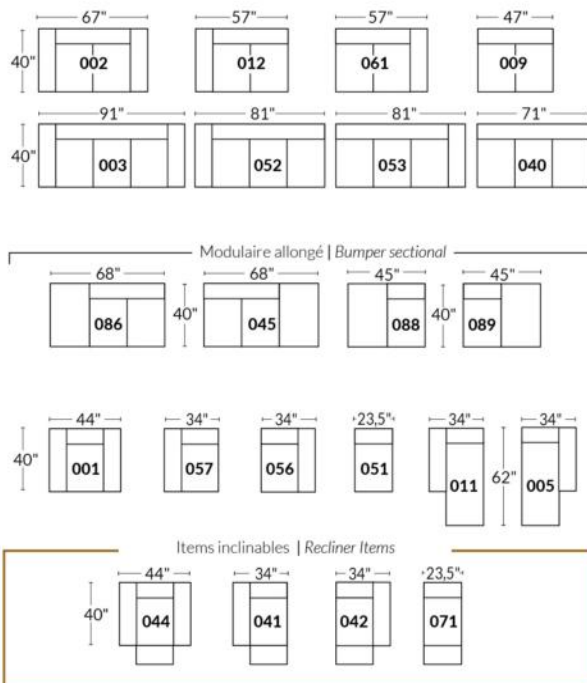 67" 57" 57" 47"
40" 002 012 061 009
91" 81" 81" 71"
40" 003 052 053 040
Modulaire allongé | Bumper sectional
68" 68" 45" 45"
086 40" 045 088 40" 089
44" 34" 34" 23,5" 34" 34"
40" 001 057 056 051 011 62" 005
Items inclinables | Recliner Items
44" 34" 34" 23,5"
40" 044 041 042 071